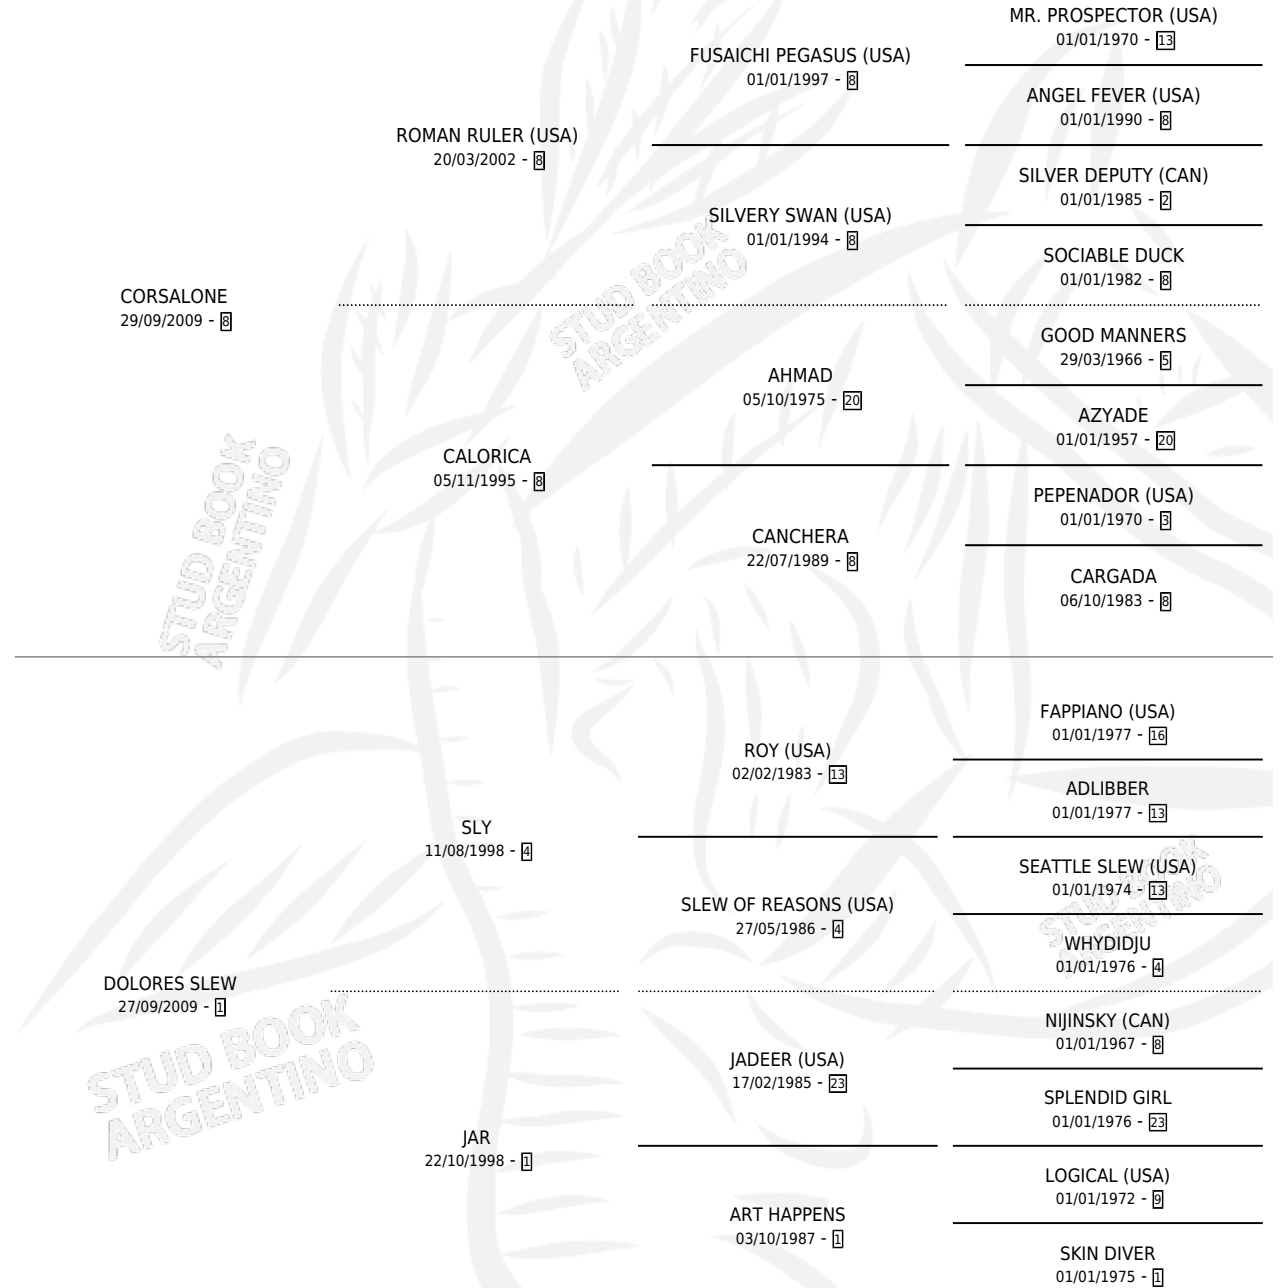 MR. PROSPECTOR (USA)
01/01/1970 - 13
FUSAICHI PEGASUS (USA)
01/01/1997 - 8
ANGEL FEVER (USA)
01/01/1990 - 8
ROMAN RULER (USA)
20/03/2002 - 8
SILVER DEPUTY (CAN)
01/01/1985 - 2
SILVERY SWAN (USA)
01/01/1994 - 8
SOCIABLE DUCK
01/01/1982 - 8
CORSALONE
29/09/2009 - 8
STUD BOOK
ARGENTINO
GOOD MANNERS
29/03/1966 - 5
AHMAD
05/10/1975 - 20
AZYADE
01/01/1957 - 20
CALORICA
05/11/1995 - 8
PEPENADOR (USA)
01/01/1970 - 3
CANCHERA
22/07/1989 - 8
CARGADA
06/10/1983 - 8
STUD BOOK
ARGENTINO
FAPPIANO (USA)
01/01/1977 - 16
ROY (USA)
02/02/1983 - 13
ADLIBBER
01/01/1977 - 13
SLY
11/08/1998 - 4
SEATTLE SLEW (USA)
01/01/1974 - 13
SLEW OF REASONS (USA)
27/05/1986 - 4
STUD BOOK
ARGENTINO
WHYDIDJU
01/01/1976 - 4
DOLORES SLEW
27/09/2009 - 1
NIJINSKY (CAN)
01/01/1967 - 8
JADEER (USA)
17/02/1985 - 23
SPLENDID GIRL
01/01/1976 - 23
STUD BOOK
ARGENTINO
JAR
22/10/1998 - 1
LOGICAL (USA)
01/01/1972 - 9
ART HAPPENS
03/10/1987 - 1
SKIN DIVER
01/01/1975 - 1